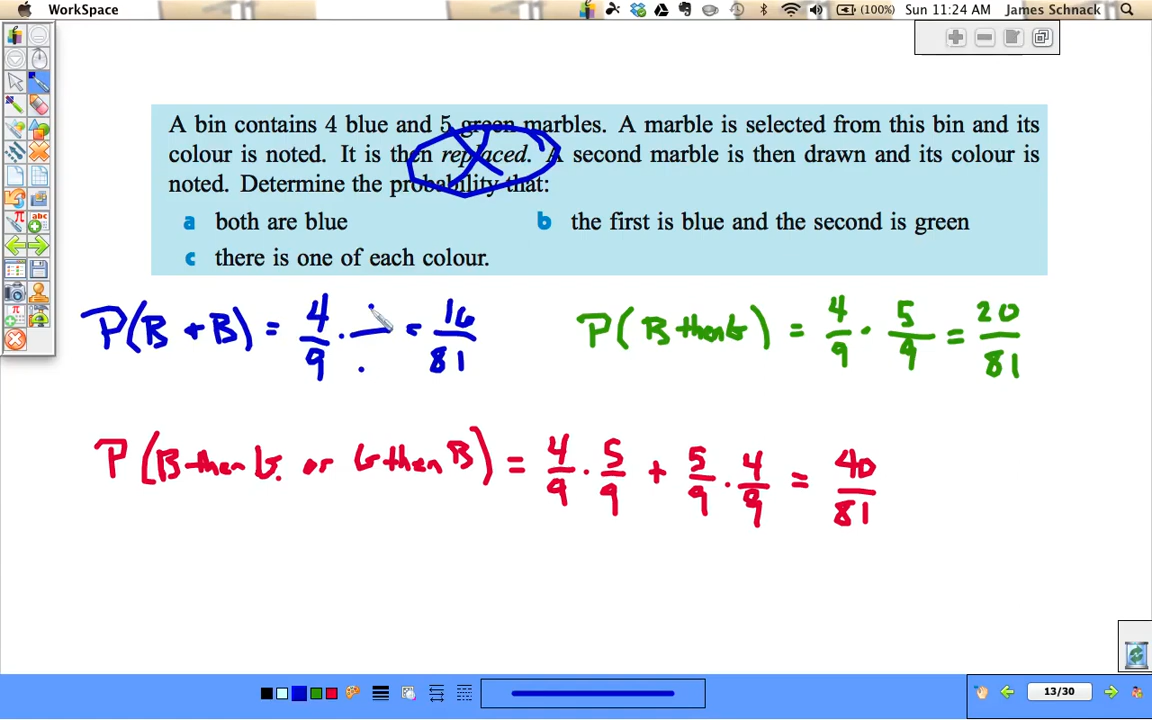 WorkSpace (100%) Sun 11:24 AM James Schnack
A bin contains 4 blue and 5 green marbles. A marble is selected from this bin and its
colour is noted. It is then replaced. A second marble is then drawn and its colour is
noted. Determine the probability that:
a both are blue b the first is blue and the second is green
c there is one of each colour.
P(B + B) = 4/9 · — = 16/81 P(B then G) = 4/9 · 5/9 = 20/81
P(B then G. or G then B) = 4/9 · 5/9 + 5/9 · 4/9 = 40/81
13/30